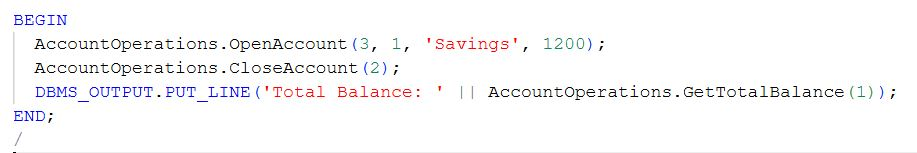 BEGIN
  AccountOperations.OpenAccount(3, 1, 'Savings', 1200);
  AccountOperations.CloseAccount(2);
  DBMS_OUTPUT.PUT_LINE('Total Balance: ' || AccountOperations.GetTotalBalance(1));
END;
/